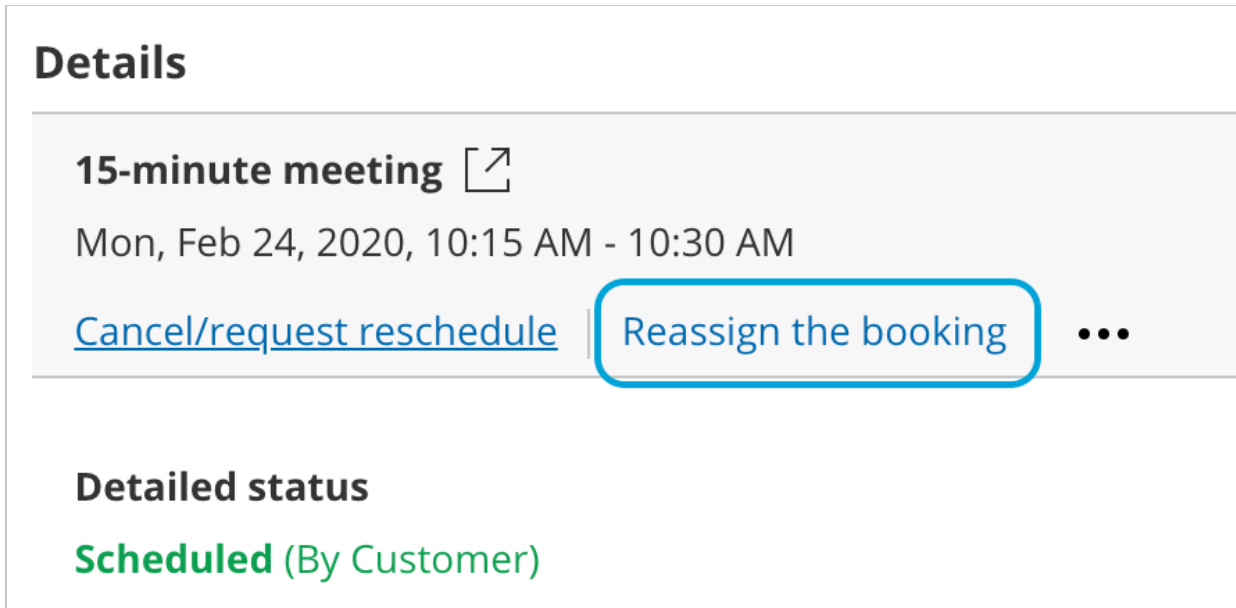 Details
15-minute meeting
Mon, Feb 24, 2020, 10:15 AM - 10:30 AM
Cancel/request reschedule Reassign the booking •••
Detailed status
Scheduled (By Customer)